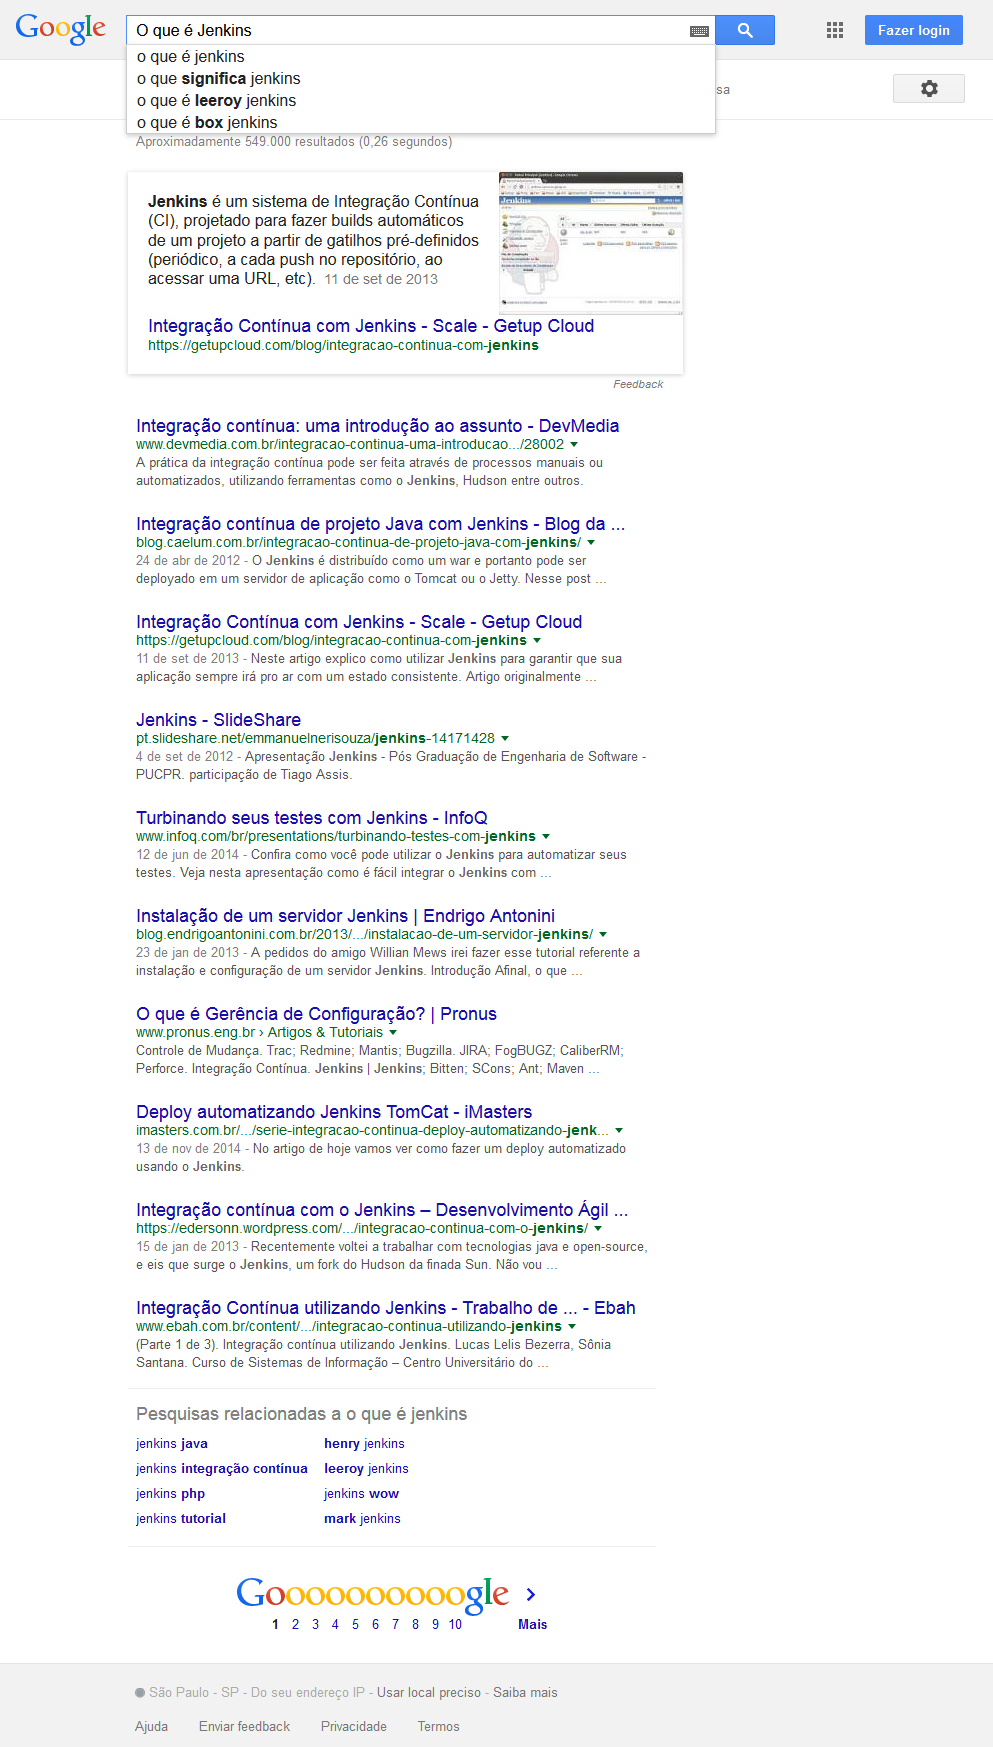 Google
O que é Jenkins
Fazer login
o que é jenkins
o que significa jenkins
o que é leeroy jenkins
o que é box jenkins
sa
Aproximadamente 549.000 resultados (0,26 segundos)
Jenkins é um sistema de Integração Contínua
(CI), projetado para fazer builds automáticos
de um projeto a partir de gatilhos pré-definidos
(periódico, a cada push no repositório, ao
acessar uma URL, etc). 11 de set de 2013
Jenkins
Integração Contínua com Jenkins - Scale - Getup Cloud
https://getupcloud.com/blog/integracao-continua-com-jenkins
Feedback
Integração contínua: uma introdução ao assunto - DevMedia
www.devmedia.com.br/integracao-continua-uma-introducao.../28002
A prática da integração contínua pode ser feita através de processos manuais ou
automatizados, utilizando ferramentas como o Jenkins, Hudson entre outros.
Integração contínua de projeto Java com Jenkins - Blog da ...
blog.caelum.com.br/integracao-continua-de-projeto-java-com-jenkins/
24 de abr de 2012 - O Jenkins é distribuído como um war e portanto pode ser
deployado em um servidor de aplicação como o Tomcat ou o Jetty. Nesse post ...
Integração Contínua com Jenkins - Scale - Getup Cloud
https://getupcloud.com/blog/integracao-continua-com-jenkins
11 de set de 2013 - Neste artigo explico como utilizar Jenkins para garantir que sua
aplicação sempre irá pro ar com um estado consistente. Artigo originalmente ...
Jenkins - SlideShare
pt.slideshare.net/emmanuelnerisouza/jenkins-14171428
4 de set de 2012 - Apresentação Jenkins - Pós Graduação de Engenharia de Software -
PUCPR. participação de Tiago Assis.
Turbinando seus testes com Jenkins - InfoQ
www.infoq.com/br/presentations/turbinando-testes-com-jenkins
12 de jun de 2014 - Confira como você pode utilizar o Jenkins para automatizar seus
testes. Veja nesta apresentação como é fácil integrar o Jenkins com ...
Instalação de um servidor Jenkins | Endrigo Antonini
blog.endrigoantonini.com.br/2013/.../instalacao-de-um-servidor-jenkins/
23 de jan de 2013 - A pedidos do amigo Willian Mews irei fazer esse tutorial referente a
instalação e configuração de um servidor Jenkins. Introdução Afinal, o que ...
O que é Gerência de Configuração? | Pronus
www.pronus.eng.br › Artigos & Tutoriais
Controle de Mudança. Trac; Redmine; Mantis; Bugzilla. JIRA; FogBUGZ; CaliberRM;
Perforce. Integração Contínua. Jenkins | Jenkins; Bitten; SCons; Ant; Maven ...
Deploy automatizando Jenkins TomCat - iMasters
imasters.com.br/.../serie-integracao-continua-deploy-automatizando-jenk...
13 de nov de 2014 - No artigo de hoje vamos ver como fazer um deploy automatizado
usando o Jenkins.
Integração contínua com o Jenkins – Desenvolvimento Ágil ...
https://edersonn.wordpress.com/.../integracao-continua-com-o-jenkins/
15 de jan de 2013 - Recentemente voltei a trabalhar com tecnologias java e open-source,
e eis que surge o Jenkins, um fork do Hudson da finada Sun. Não vou ...
Integração Contínua utilizando Jenkins - Trabalho de ... - Ebah
www.ebah.com.br/content/.../integracao-continua-utilizando-jenkins
(Parte 1 de 3). Integração contínua utilizando Jenkins. Lucas Lelis Bezerra, Sônia
Santana. Curso de Sistemas de Informação – Centro Universitário do ...
Pesquisas relacionadas a o que é jenkins
jenkins java henry jenkins
jenkins integração contínua leeroy jenkins
jenkins php jenkins wow
jenkins tutorial mark jenkins
Goooooooooogle
1 2 3 4 5 6 7 8 9 10 Mais
São Paulo - SP - Do seu endereço IP - Usar local preciso - Saiba mais
Ajuda Enviar feedback Privacidade Termos